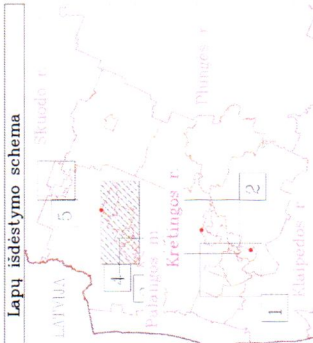 Lapų išdėstymo schema
Skuodo r
LATVIJA
5
4
Palangos m
Kretingos r
Plungės r
2
1
Klaipėdos r